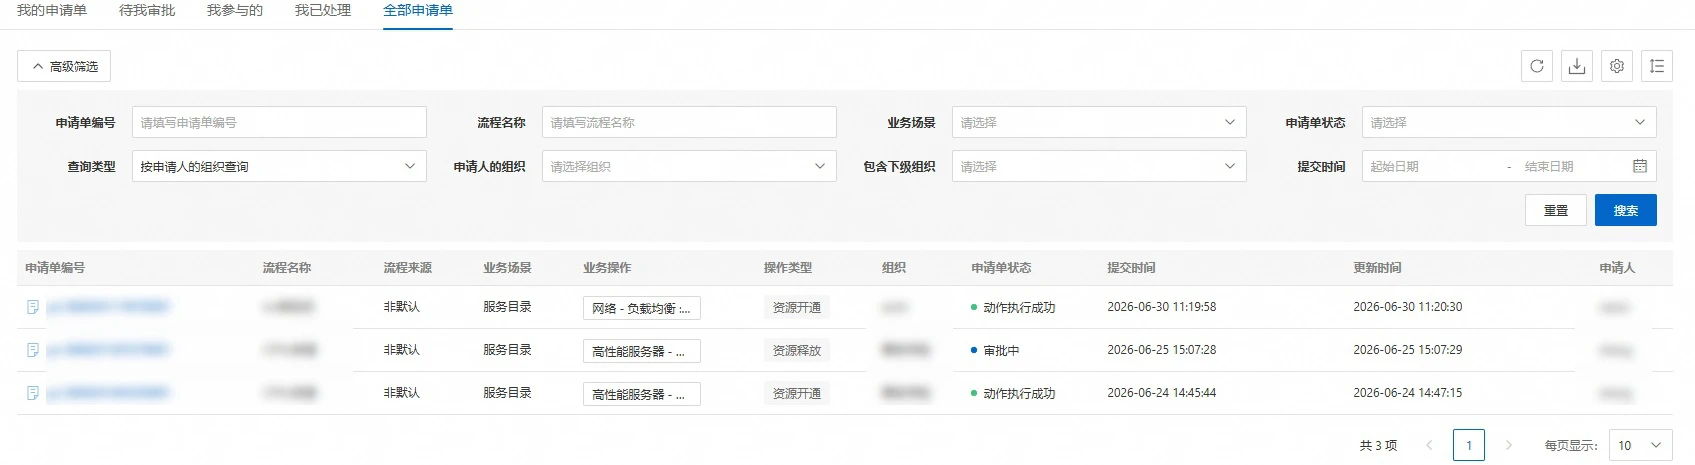 我的申请单 待我审批 我参与的 我已处理 全部申请单
高级筛选
申请单编号 请填写申请单编号 流程名称 请填写流程名称 业务场景 请选择 申请单状态 请选择
查询类型 按申请人的组织查询 申请人的组织 请选择组织 包含下级组织 请选择 提交时间 起始日期 - 结束日期
重置 搜索
申请单编号 流程名称 流程来源 业务场景 业务操作 操作类型 组织 申请单状态 提交时间 更新时间 申请人
非默认 服务目录 网络 - 负载均衡 :... 资源开通 动作执行成功 2026-06-30 11:19:58 2026-06-30 11:20:30
非默认 服务目录 高性能服务器 - ... 资源释放 审批中 2026-06-25 15:07:28 2026-06-25 15:07:29
非默认 服务目录 高性能服务器 - ... 资源开通 动作执行成功 2026-06-24 14:45:44 2026-06-24 14:47:15
共 3 项 1 每页显示: 10